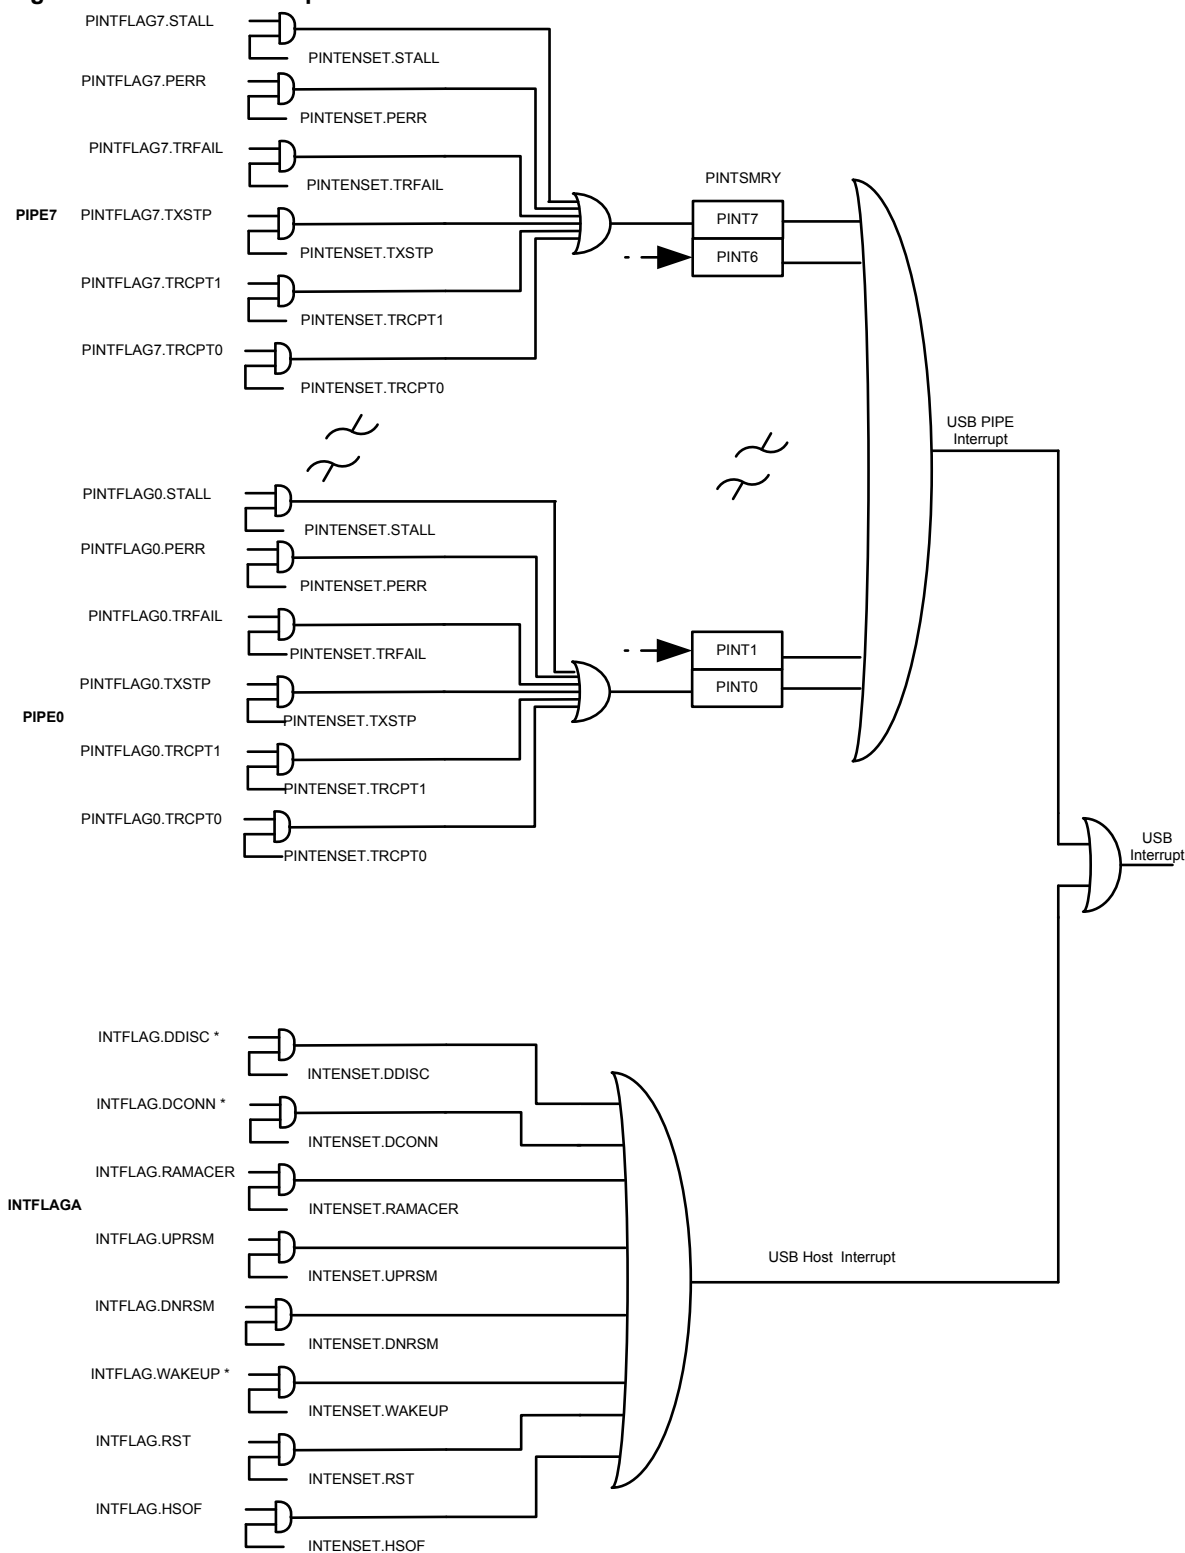 PINTFLAG7.STALL
PINTENSET.STALL
PINTFLAG7.PERR
PINTENSET.PERR
PINTFLAG7.TRFAIL
PINTENSET.TRFAIL
PINTSMRY
PIPE7
PINTFLAG7.TXSTP
PINT7
PINTENSET.TXSTP
PINT6
PINTFLAG7.TRCPT1
PINTENSET.TRCPT1
PINTFLAG7.TRCPT0
PINTENSET.TRCPT0
USB PIPE
Interrupt
PINTFLAG0.STALL
PINTENSET.STALL
PINTFLAG0.PERR
PINTENSET.PERR
PINTFLAG0.TRFAIL
PINTENSET.TRFAIL
PINT1
PINTFLAG0.TXSTP
PINT0
PIPE0
PINTENSET.TXSTP
PINTFLAG0.TRCPT1
PINTENSET.TRCPT1
PINTFLAG0.TRCPT0
PINTENSET.TRCPT0
USB
Interrupt
INTFLAG.DDISC *
INTENSET.DDISC
INTFLAG.DCONN *
INTENSET.DCONN
INTFLAG.RAMACER
INTFLAGA
INTENSET.RAMACER
INTFLAG.UPRSM
USB Host Interrupt
INTENSET.UPRSM
INTFLAG.DNRSM
INTENSET.DNRSM
INTFLAG.WAKEUP *
INTENSET.WAKEUP
INTFLAG.RST
INTENSET.RST
INTFLAG.HSOF
INTENSET.HSOF